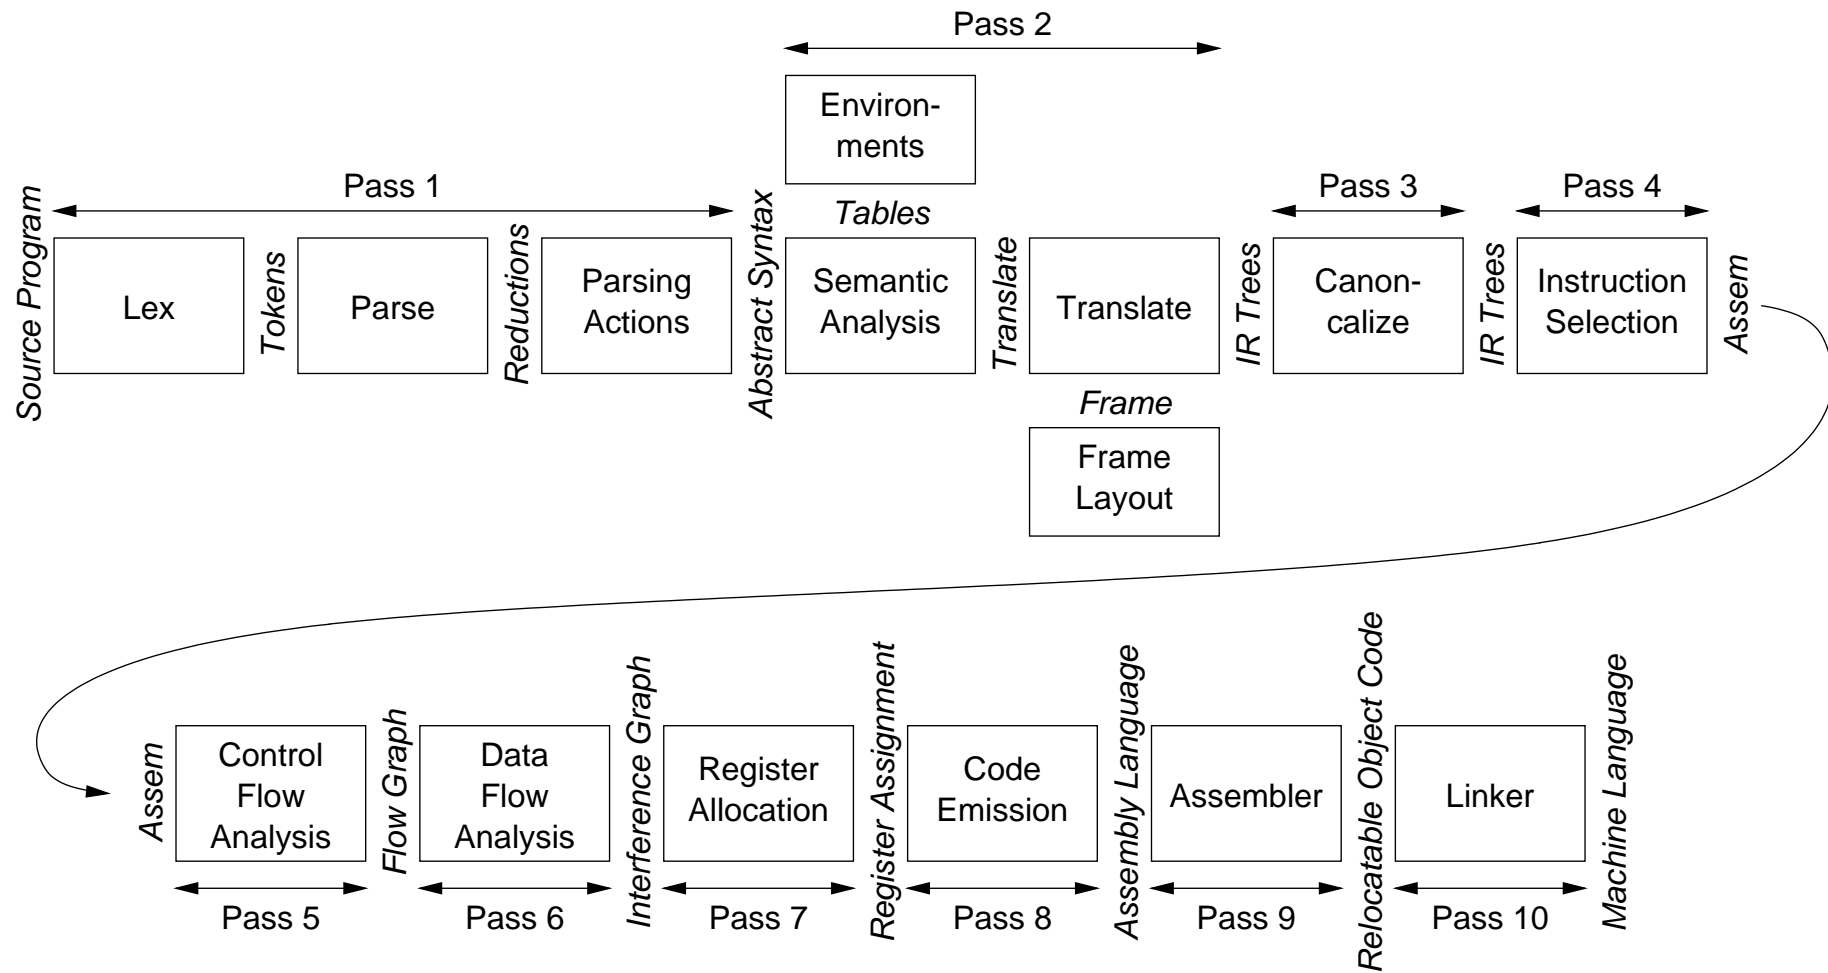 Pass 2
Environ-
ments
Pass 1
Pass 3
Pass 4
Tables
Source Program
Lex
Tokens
Parse
Reductions
Parsing
Actions
Abstract Syntax
Semantic
Analysis
Translate
Translate
IR Trees
Canon-
calize
IR Trees
Instruction
Selection
Assem
Frame
Frame
Layout
Assem
Control
Flow
Analysis
Flow Graph
Data
Flow
Analysis
Interference Graph
Register
Allocation
Register Assignment
Code
Emission
Assembly Language
Assembler
Relocatable Object Code
Linker
Machine Language
Pass 5
Pass 6
Pass 7
Pass 8
Pass 9
Pass 10